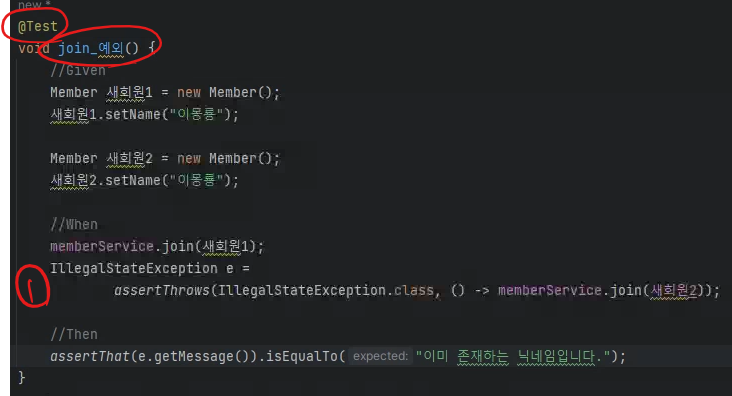 new *
@Test
void join_예외() {
//Given
Member 새회원1 = new Member();
새회원1.setName("이몽룡");
Member 새회원2 = new Member();
새회원2.setName("이몽룡");
//When
memberService.join(새회원1);
IllegalStateException e =
assertThrows(IllegalStateException.class, () -> memberService.join(새회원2));
//Then
assertThat(e.getMessage()).isEqualTo( expected: "이미 존재하는 닉네임입니다.");
}